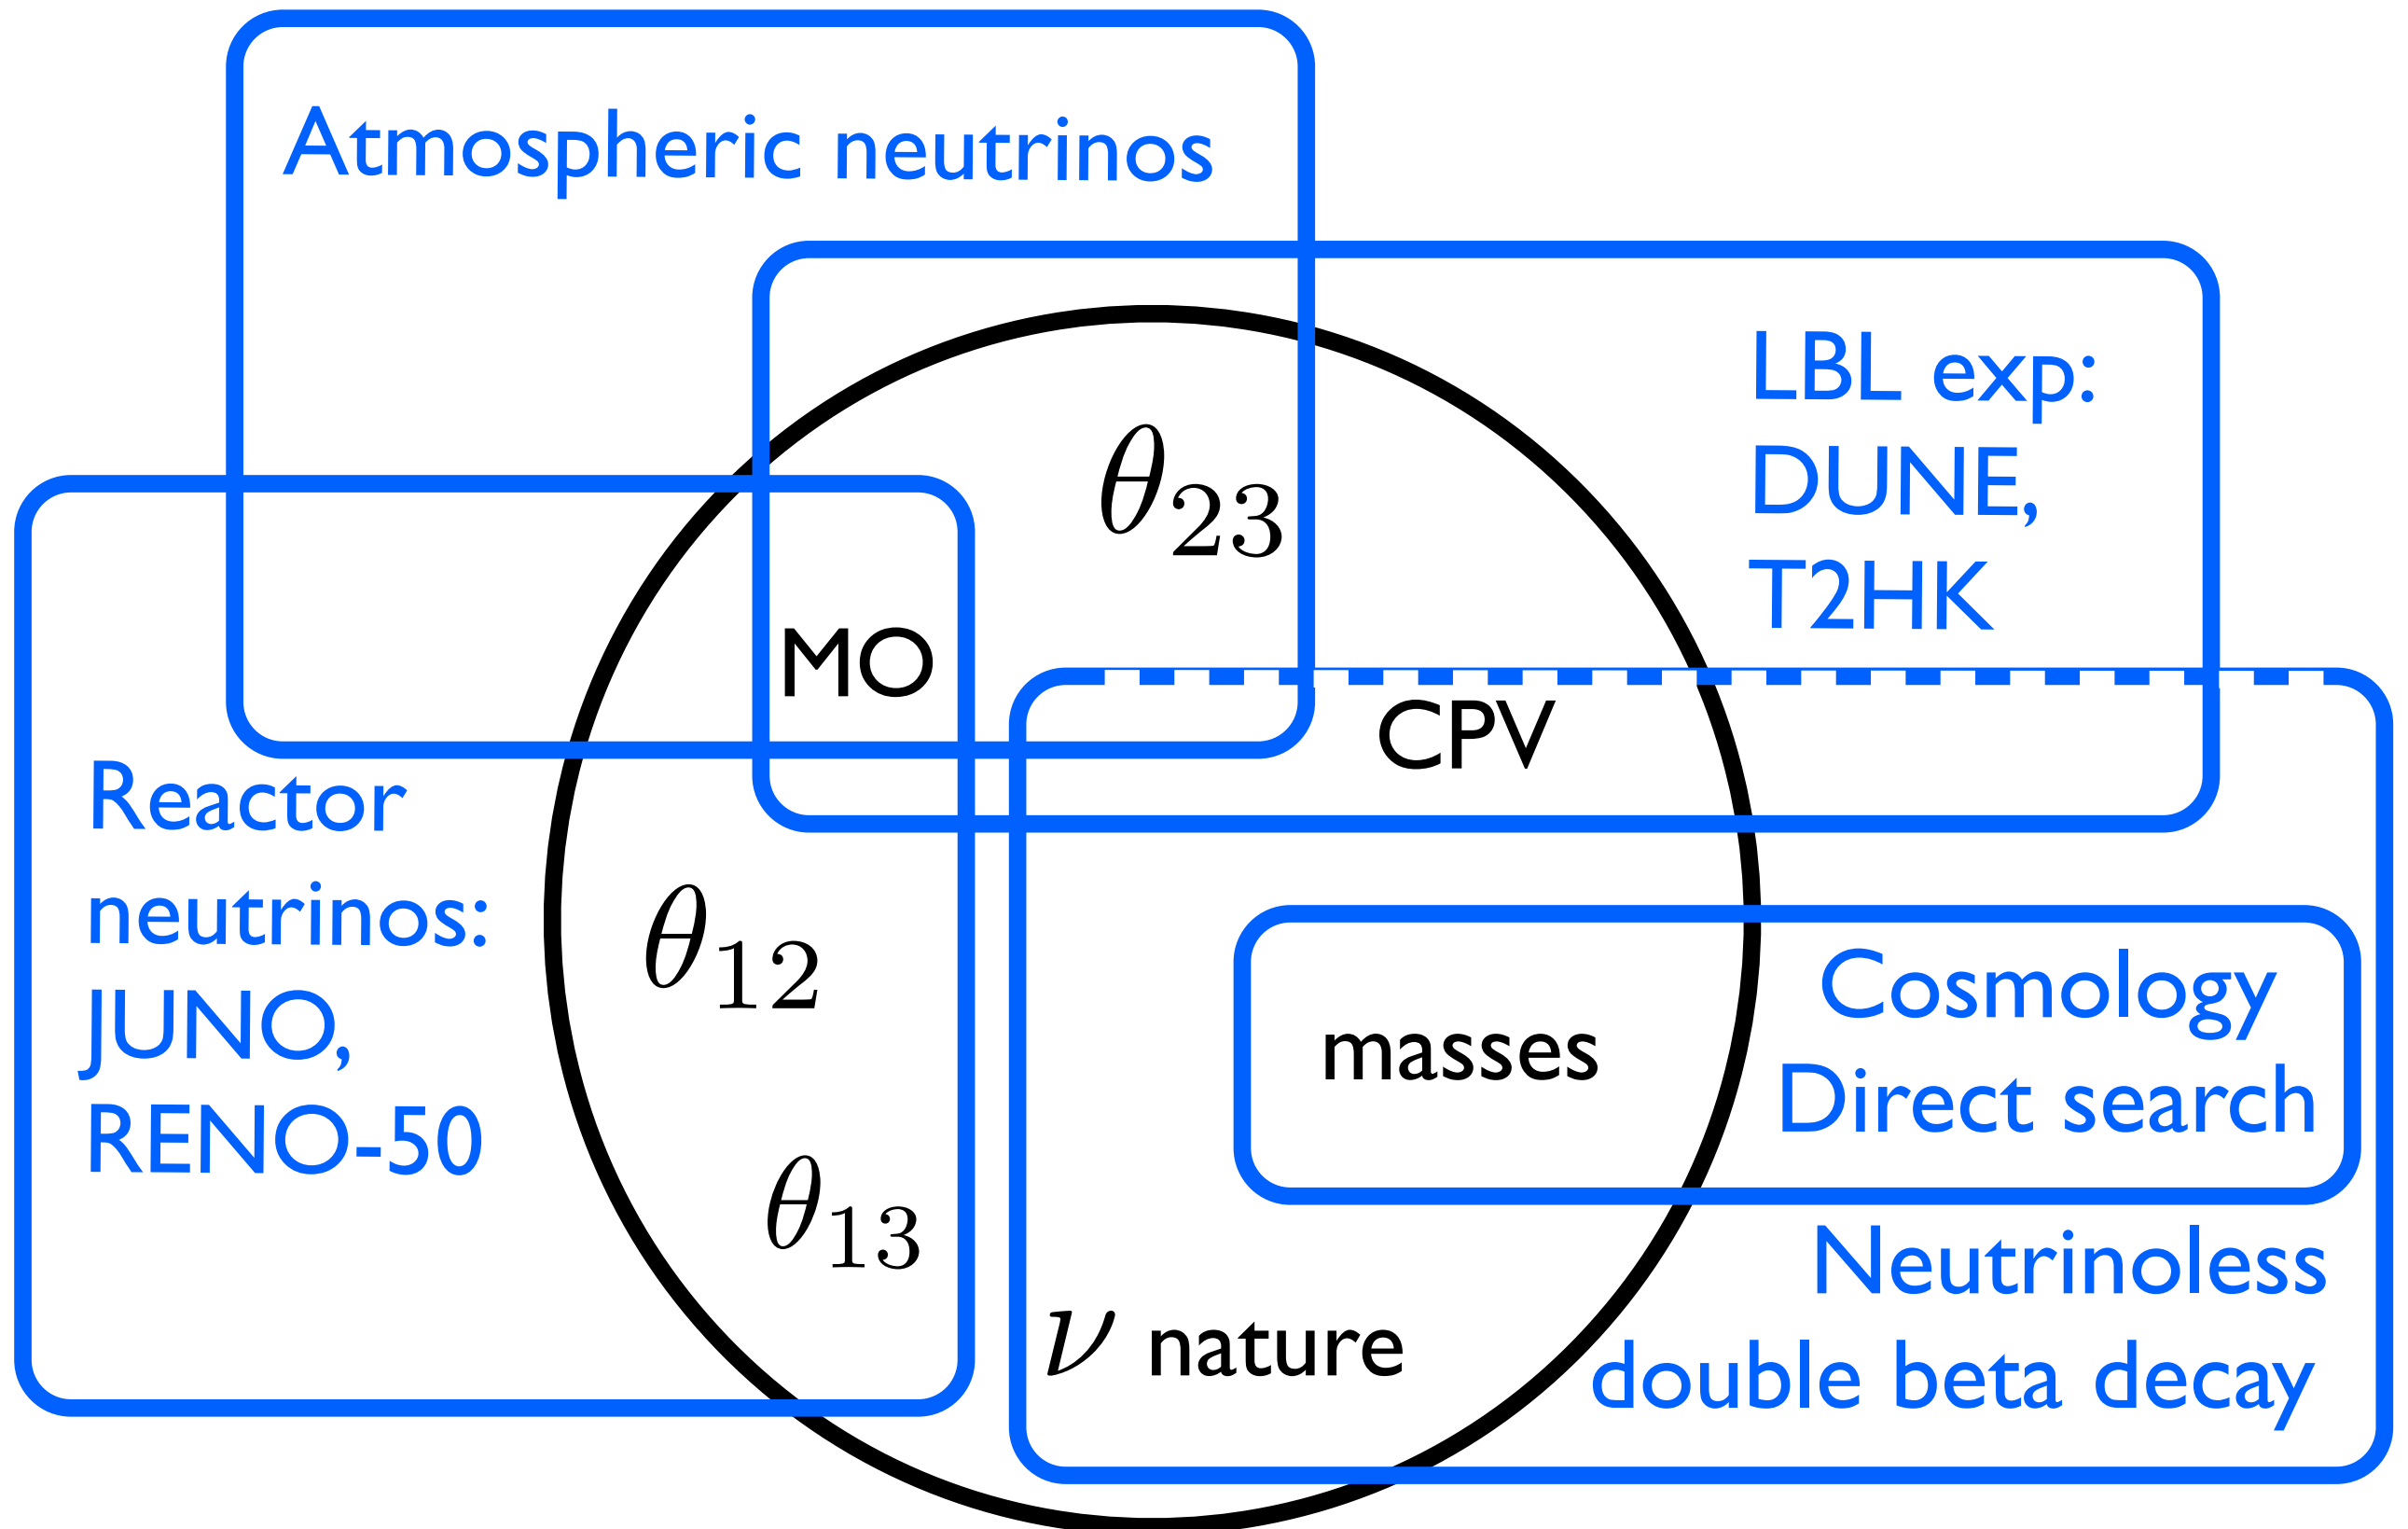 Atmospheric neutrinos
LBL exp:
DUNE,
T2HK
θ23
MO
CPV
Reactor
neutrinos:
JUNO,
RENO-50
θ12
θ13
masses
Cosmology
Direct search
ν nature
Neutrinoless
double beta decay